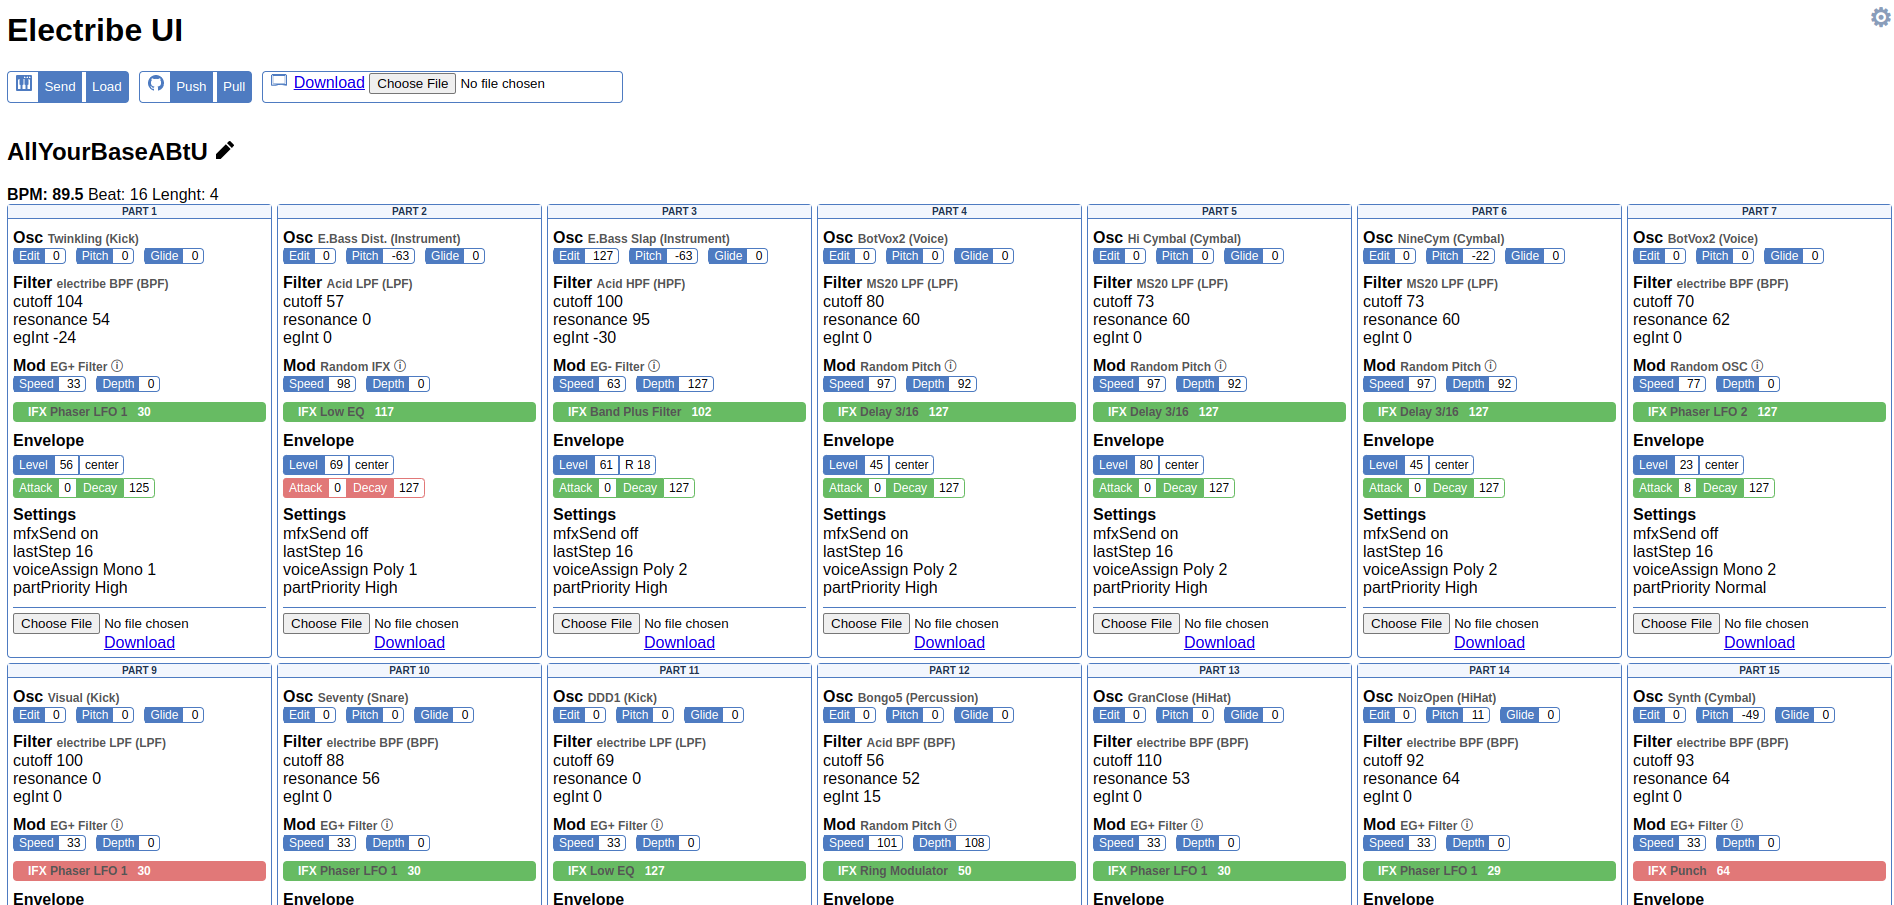 Electribe UI
Send Load Push Pull Download Choose File No file chosen
AllYourBaseABtU
BPM: 89.5 Beat: 16 Lenght: 4
PART 1
Osc Twinkling (Kick)
Edit 0 Pitch 0 Glide 0
Filter electribe BPF (BPF)
cutoff 104
resonance 54
egInt -24
Mod EG+ Filter ⓘ
Speed 33 Depth 0
IFX Phaser LFO 1 30
Envelope
Level 56 center
Attack 0 Decay 125
Settings
mfxSend on
lastStep 16
voiceAssign Mono 1
partPriority High
Choose File No file chosen
Download
PART 2
Osc E.Bass Dist. (Instrument)
Edit 0 Pitch -63 Glide 0
Filter Acid LPF (LPF)
cutoff 57
resonance 0
egInt 0
Mod Random IFX ⓘ
Speed 98 Depth 0
IFX Low EQ 117
Envelope
Level 69 center
Attack 0 Decay 127
Settings
mfxSend off
lastStep 16
voiceAssign Poly 1
partPriority High
Choose File No file chosen
Download
PART 3
Osc E.Bass Slap (Instrument)
Edit 127 Pitch -63 Glide 0
Filter Acid HPF (HPF)
cutoff 100
resonance 95
egInt -30
Mod EG- Filter ⓘ
Speed 63 Depth 127
IFX Band Plus Filter 102
Envelope
Level 61 R 18
Attack 0 Decay 127
Settings
mfxSend off
lastStep 16
voiceAssign Poly 2
partPriority High
Choose File No file chosen
Download
PART 4
Osc BotVox2 (Voice)
Edit 0 Pitch 0 Glide 0
Filter MS20 LPF (LPF)
cutoff 80
resonance 60
egInt 0
Mod Random Pitch ⓘ
Speed 97 Depth 92
IFX Delay 3/16 127
Envelope
Level 45 center
Attack 0 Decay 127
Settings
mfxSend on
lastStep 16
voiceAssign Poly 2
partPriority High
Choose File No file chosen
Download
PART 5
Osc Hi Cymbal (Cymbal)
Edit 0 Pitch 0 Glide 0
Filter MS20 LPF (LPF)
cutoff 73
resonance 60
egInt 0
Mod Random Pitch ⓘ
Speed 97 Depth 92
IFX Delay 3/16 127
Envelope
Level 80 center
Attack 0 Decay 127
Settings
mfxSend on
lastStep 16
voiceAssign Poly 2
partPriority High
Choose File No file chosen
Download
PART 6
Osc NineCym (Cymbal)
Edit 0 Pitch -22 Glide 0
Filter MS20 LPF (LPF)
cutoff 73
resonance 60
egInt 0
Mod Random Pitch ⓘ
Speed 97 Depth 92
IFX Delay 3/16 127
Envelope
Level 45 center
Attack 0 Decay 127
Settings
mfxSend on
lastStep 16
voiceAssign Poly 2
partPriority High
Choose File No file chosen
Download
PART 7
Osc BotVox2 (Voice)
Edit 0 Pitch 0 Glide 0
Filter electribe BPF (BPF)
cutoff 70
resonance 62
egInt 0
Mod Random OSC ⓘ
Speed 77 Depth 0
IFX Phaser LFO 2 127
Envelope
Level 23 center
Attack 8 Decay 127
Settings
mfxSend off
lastStep 16
voiceAssign Mono 2
partPriority Normal
Choose File No file chosen
Download
PART 9
Osc Visual (Kick)
Edit 0 Pitch 0 Glide 0
Filter electribe LPF (LPF)
cutoff 100
resonance 0
egInt 0
Mod EG+ Filter ⓘ
Speed 33 Depth 0
IFX Phaser LFO 1 30
Envelope
PART 10
Osc Seventy (Snare)
Edit 0 Pitch 0 Glide 0
Filter electribe BPF (BPF)
cutoff 88
resonance 56
egInt 0
Mod EG+ Filter ⓘ
Speed 33 Depth 0
IFX Phaser LFO 1 30
Envelope
PART 11
Osc DDD1 (Kick)
Edit 0 Pitch 0 Glide 0
Filter electribe LPF (LPF)
cutoff 69
resonance 0
egInt 0
Mod EG+ Filter ⓘ
Speed 33 Depth 0
IFX Low EQ 127
Envelope
PART 12
Osc Bongo5 (Percussion)
Edit 0 Pitch 0 Glide 0
Filter Acid BPF (BPF)
cutoff 56
resonance 52
egInt 15
Mod Random Pitch ⓘ
Speed 101 Depth 108
IFX Ring Modulator 50
Envelope
PART 13
Osc GranClose (HiHat)
Edit 0 Pitch 0 Glide 0
Filter electribe BPF (BPF)
cutoff 110
resonance 53
egInt 0
Mod EG+ Filter ⓘ
Speed 33 Depth 0
IFX Phaser LFO 1 30
Envelope
PART 14
Osc NoizOpen (HiHat)
Edit 0 Pitch 11 Glide 0
Filter electribe BPF (BPF)
cutoff 92
resonance 64
egInt 0
Mod EG+ Filter ⓘ
Speed 33 Depth 0
IFX Phaser LFO 1 29
Envelope
PART 15
Osc Synth (Cymbal)
Edit 0 Pitch -49 Glide 0
Filter electribe BPF (BPF)
cutoff 93
resonance 64
egInt 0
Mod EG+ Filter ⓘ
Speed 33 Depth 0
IFX Punch 64
Envelope